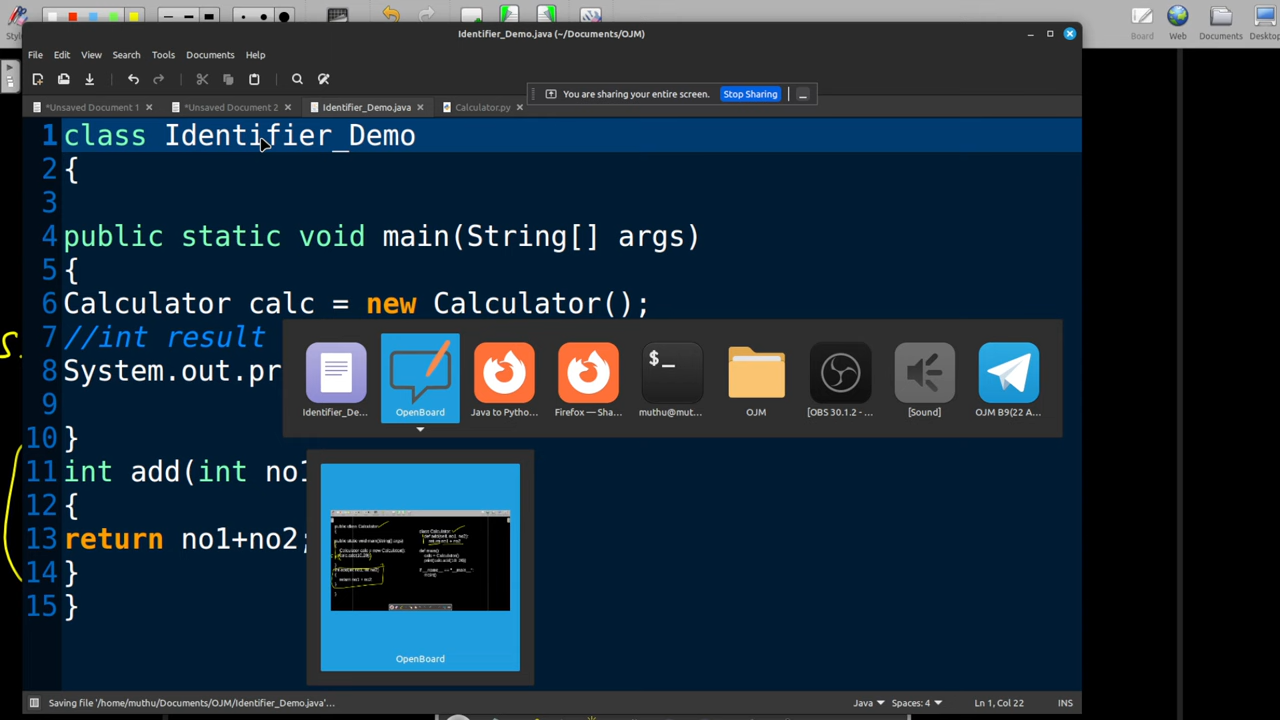 Board
Web
Documents
Identifier_Demo.java (~/Documents/OJM)
File Edit View Search Tools Documents Help
You are sharing your entire screen. Stop Sharing
*Unsaved Document 1
*Unsaved Document 2
Identifier_Demo.java
Calculator.py
1 class Identifier_Demo
2 {
3
4 public static void main(String[] args)
5 {
6 Calculator calc = new Calculator();
7 //int result
8 System.out.pr
9
10 }
11 int add(int no1
12 {
13 return no1+no2;
14 }
15 }
Identifier_De...
OpenBoard
Java to Pytho...
Firefox — Sha...
muthu@mut...
OJM
[OBS 30.1.2 - ...
[Sound]
OJM B9(22 A...
OpenBoard
Saving file '/home/muthu/Documents/OJM/Identifier_Demo.java'...
Java
Spaces: 4
Ln 1, Col 22
INS